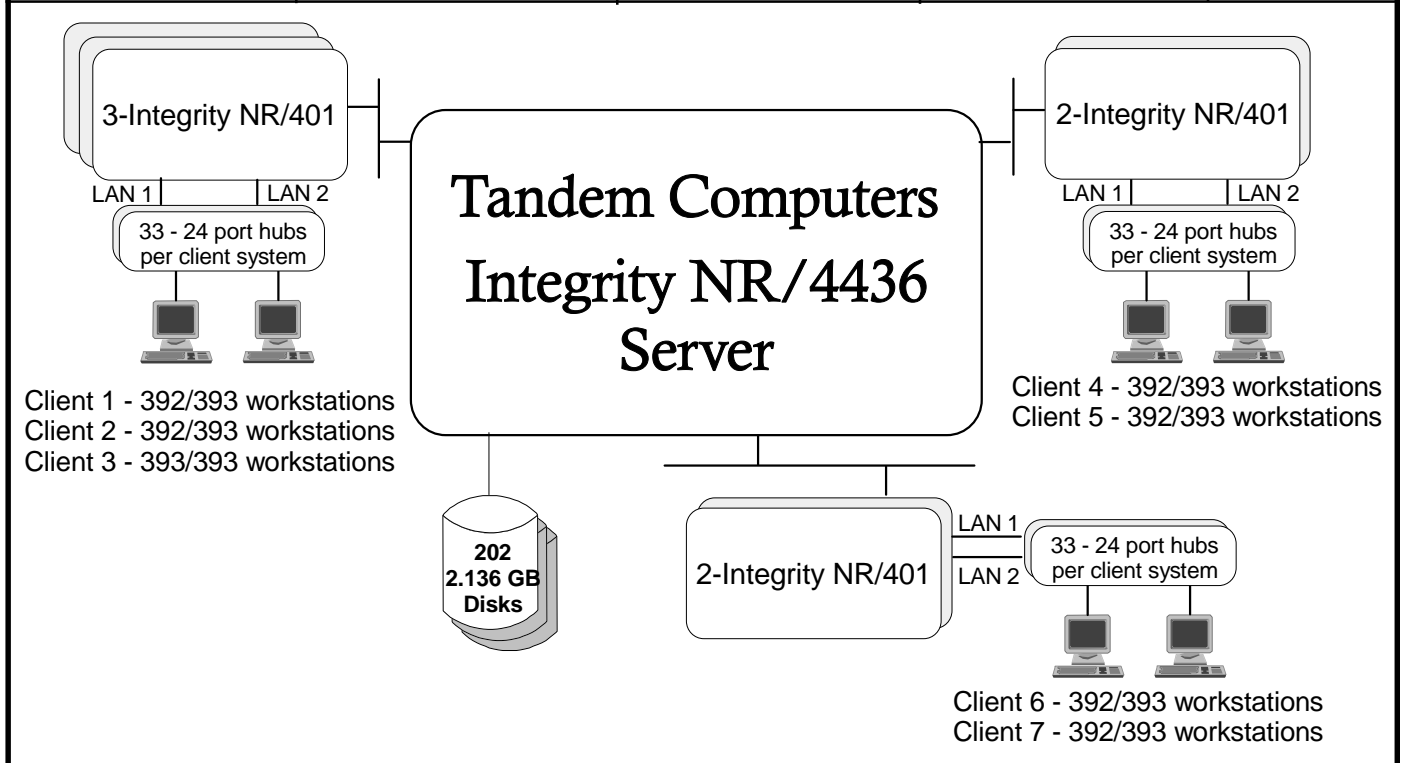 3-Integrity NR/401
LAN 1
LAN 2
33 - 24 port hubs
per client system
Client 1 - 392/393 workstations
Client 2 - 392/393 workstations
Client 3 - 393/393 workstations
Tandem Computers
Integrity NR/4436
Server
2-Integrity NR/401
LAN 1
LAN 2
33 - 24 port hubs
per client system
Client 4 - 392/393 workstations
Client 5 - 392/393 workstations
202
2.136 GB
Disks
2-Integrity NR/401
LAN 1
LAN 2
33 - 24 port hubs
per client system
Client 6 - 392/393 workstations
Client 7 - 392/393 workstations